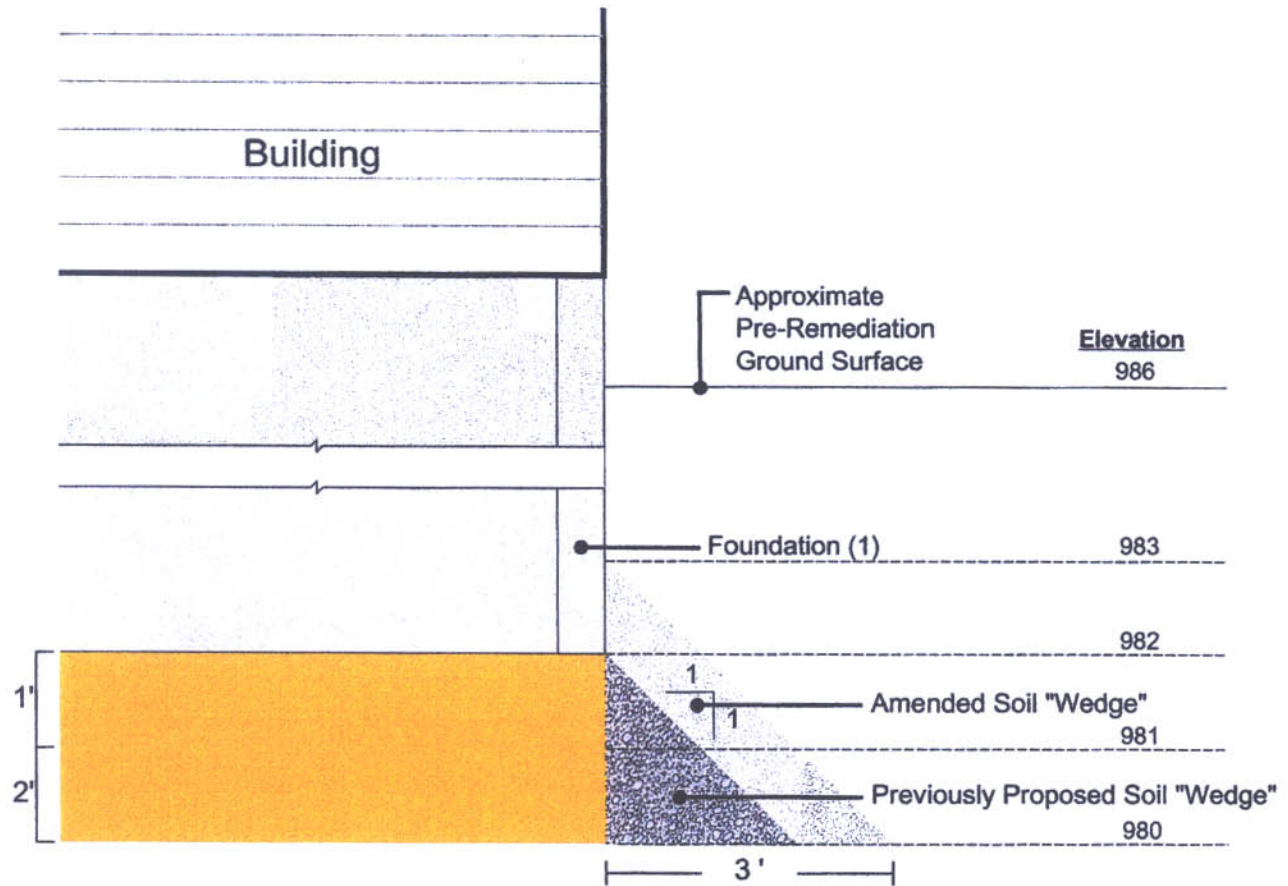 Building
Approximate
Pre-Remediation
Ground Surface
Elevation
986
Foundation (1)
983
982
1'
1
1
Amended Soil "Wedge"
981
2'
Previously Proposed Soil "Wedge"
980
3'